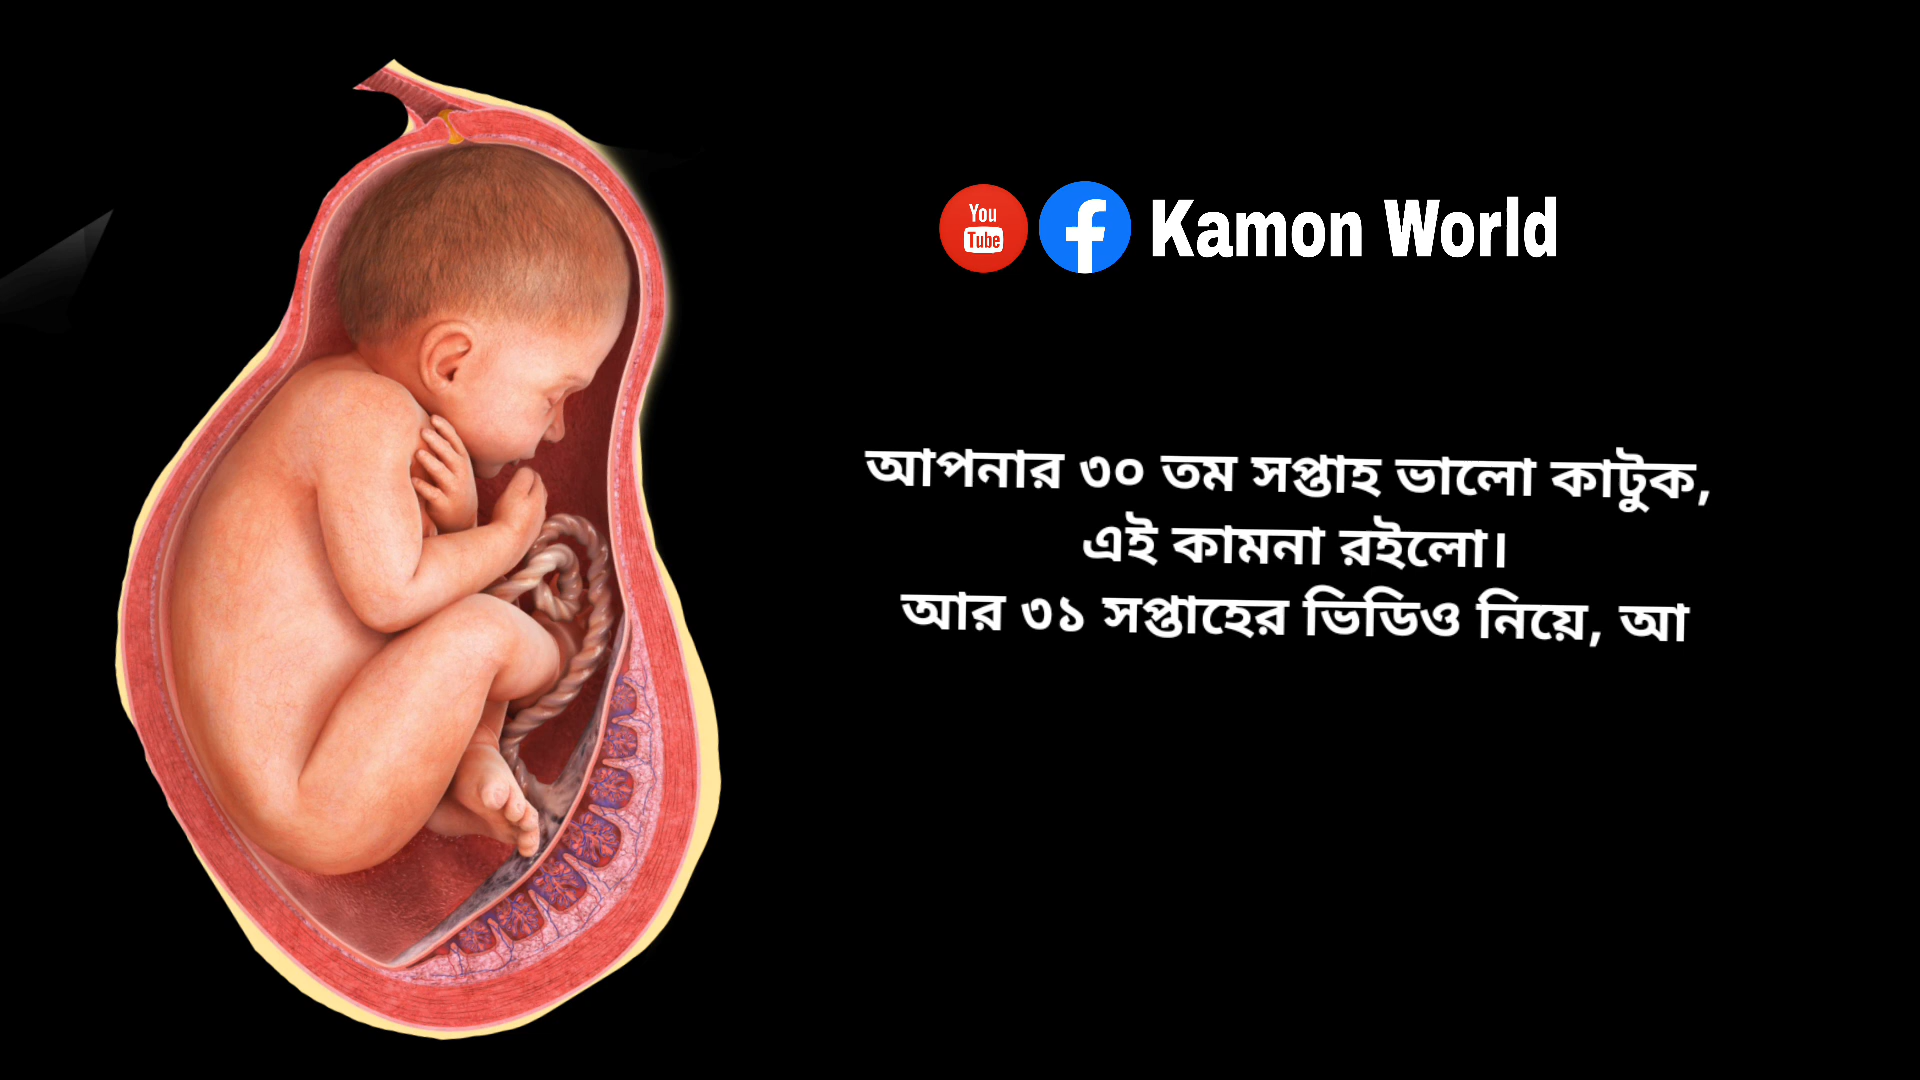 You
Tube
Kamon World
আপনার ৩০ তম সপ্তাহ ভালো কাটুক,
এই কামনা রইলো।
আর ৩১ সপ্তাহের ভিডিও নিয়ে, আ